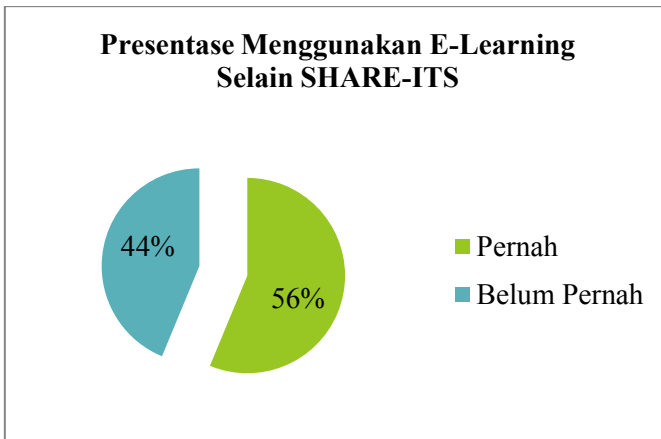 Presentase Menggunakan E-Learning
Selain SHARE-ITS
44%
56%
Pernah
Belum Pernah